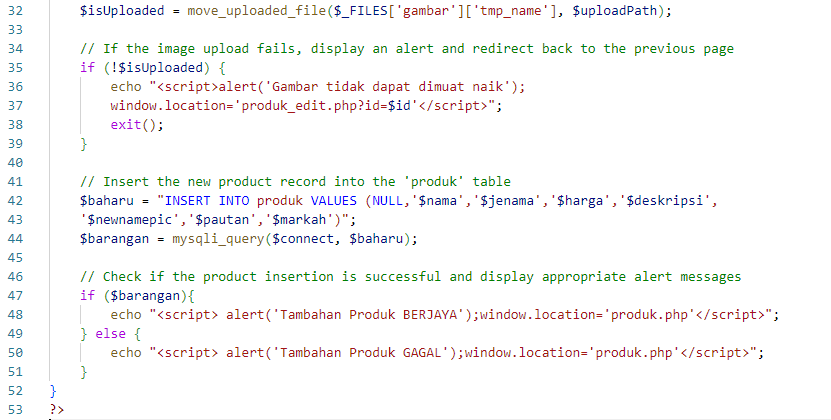 32 $isUploaded = move_uploaded_file($_FILES['gambar']['tmp_name'], $uploadPath);
33
34 // If the image upload fails, display an alert and redirect back to the previous page
35 if (!$isUploaded) {
36 echo "<script>alert('Gambar tidak dapat dimuat naik');
37 window.location='produk_edit.php?id=$id'</script>";
38 exit();
39 }
40
41 // Insert the new product record into the 'produk' table
42 $baharu = "INSERT INTO produk VALUES (NULL,'$nama','$jenama','$harga','$deskripsi',
43 '$newnamepic','$pautan','$markah')";
44 $barangan = mysqli_query($connect, $baharu);
45
46 // Check if the product insertion is successful and display appropriate alert messages
47 if ($barangan){
48 echo "<script> alert('Tambahan Produk BERJAYA');window.location='produk.php'</script>";
49 } else {
50 echo "<script> alert('Tambahan Produk GAGAL');window.location='produk.php'</script>";
51 }
52 }
53 ?>